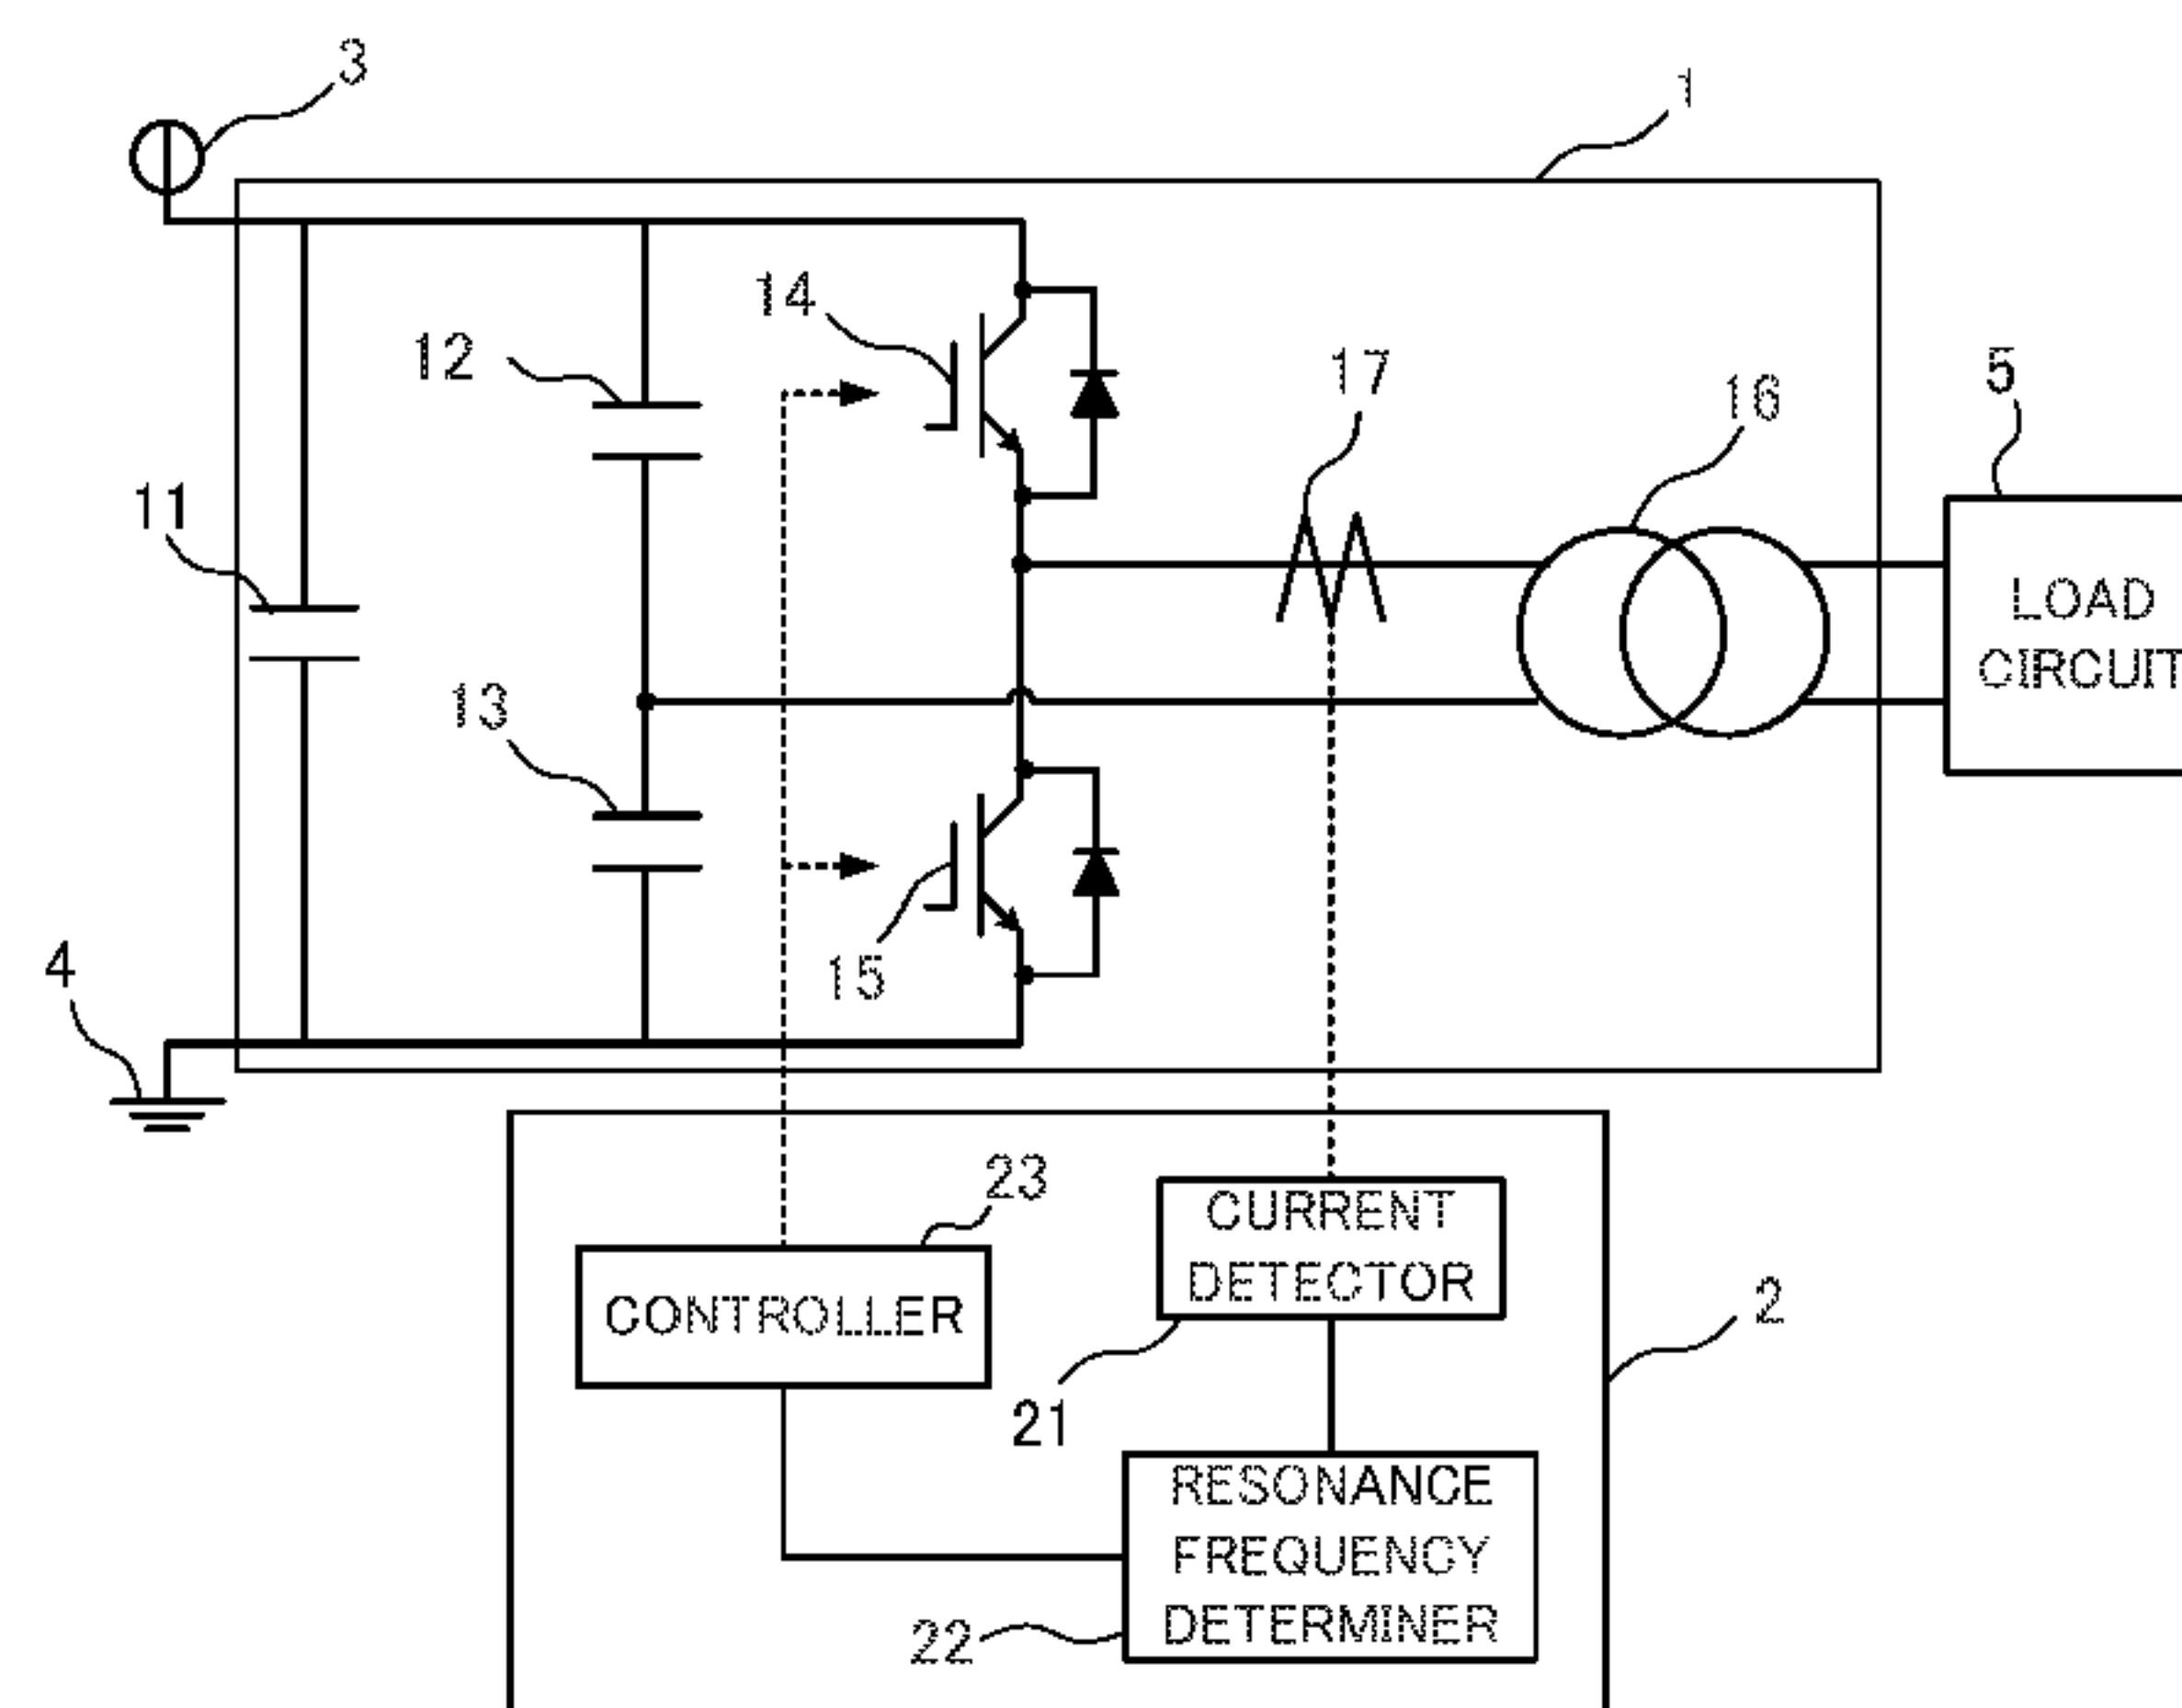 3
1
14
12
17
16
5
11
LOAD
CIRCUIT
13
4
15
23
CURRENT
DETECTOR
CONTROLLER
2
21
RESONANCE
FREQUENCY
DETERMINER
22